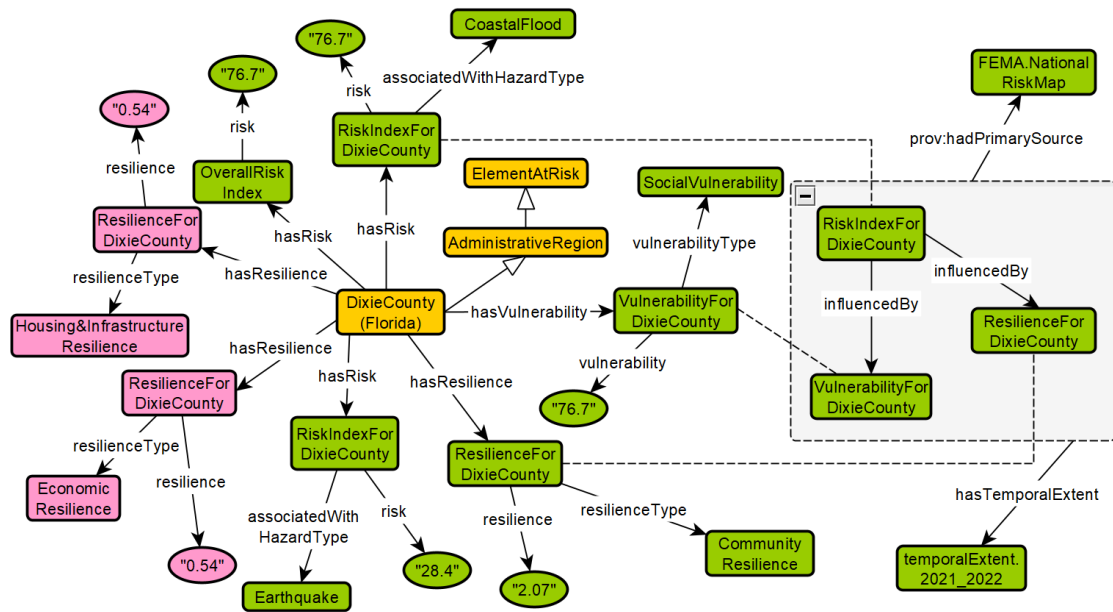 CoastalFlood
"76.7"
FEMA.National
RiskMap
"76.7"
associatedWithHazardType
risk
"0.54"
risk
RiskIndexFor
DixieCounty
prov:hadPrimarySource
resilience
OverallRisk
Index
ElementAtRisk
SocialVulnerability
ResilienceFor
DixieCounty
hasRisk
hasRisk
AdministrativeRegion
RiskIndexFor
DixieCounty
vulnerabilityType
resilienceType
hasResilience
influencedBy
DixieCounty
(Florida)
hasVulnerability
VulnerabilityFor
DixieCounty
influencedBy
Housing&Infrastructure
Resilience
ResilienceFor
DixieCounty
hasResilience
vulnerability
ResilienceFor
DixieCounty
hasRisk
hasResilience
VulnerabilityFor
DixieCounty
"76.7"
resilienceType
RiskIndexFor
DixieCounty
ResilienceFor
DixieCounty
Economic
Resilience
resilience
hasTemporalExtent
associatedWith
HazardType
risk
resilience
resilienceType
"0.54"
"28.4"
Community
Resilience
temporalExtent.
2021_2022
Earthquake
"2.07"